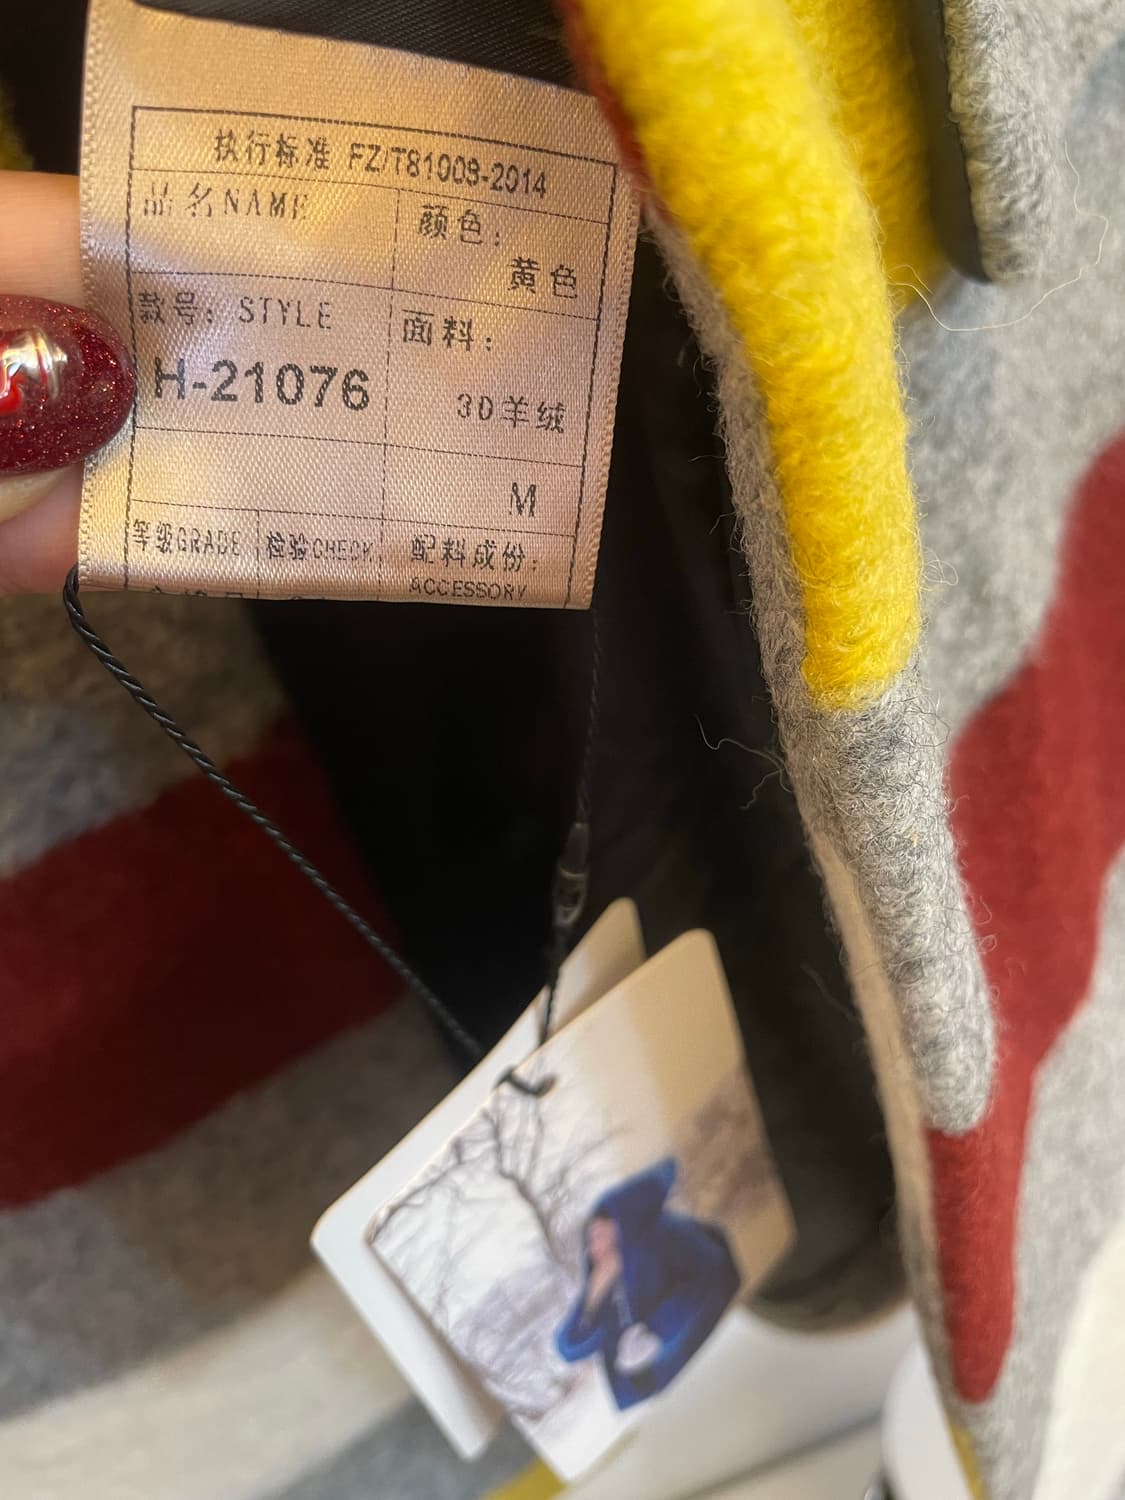 执行标准 FZ/T81009-2014
品名NAME
颜色:
黄色
款号: STYLE
H-21076
面料:
3D羊绒
M
等级GRADE
检验CHECK
配料成份:
ACCESSORY